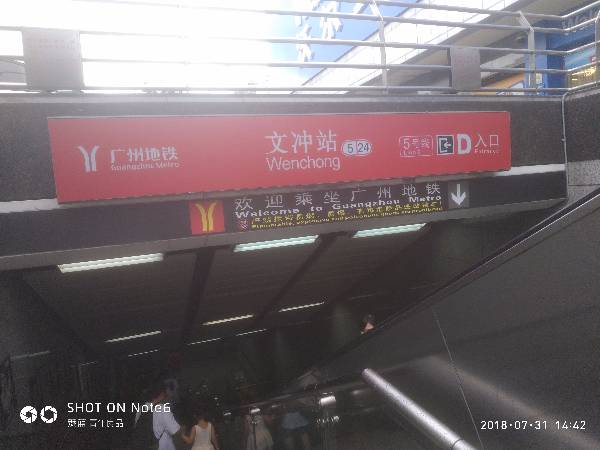 广州地铁
Guangzhou Metro
文冲站 5 24
Wenchong
5号线
Line 5
D 入口
Entrance
欢迎乘坐广州地铁
Welcome to Guangzhou Metro
SHOT ON Note6
2018-07-31 14:42